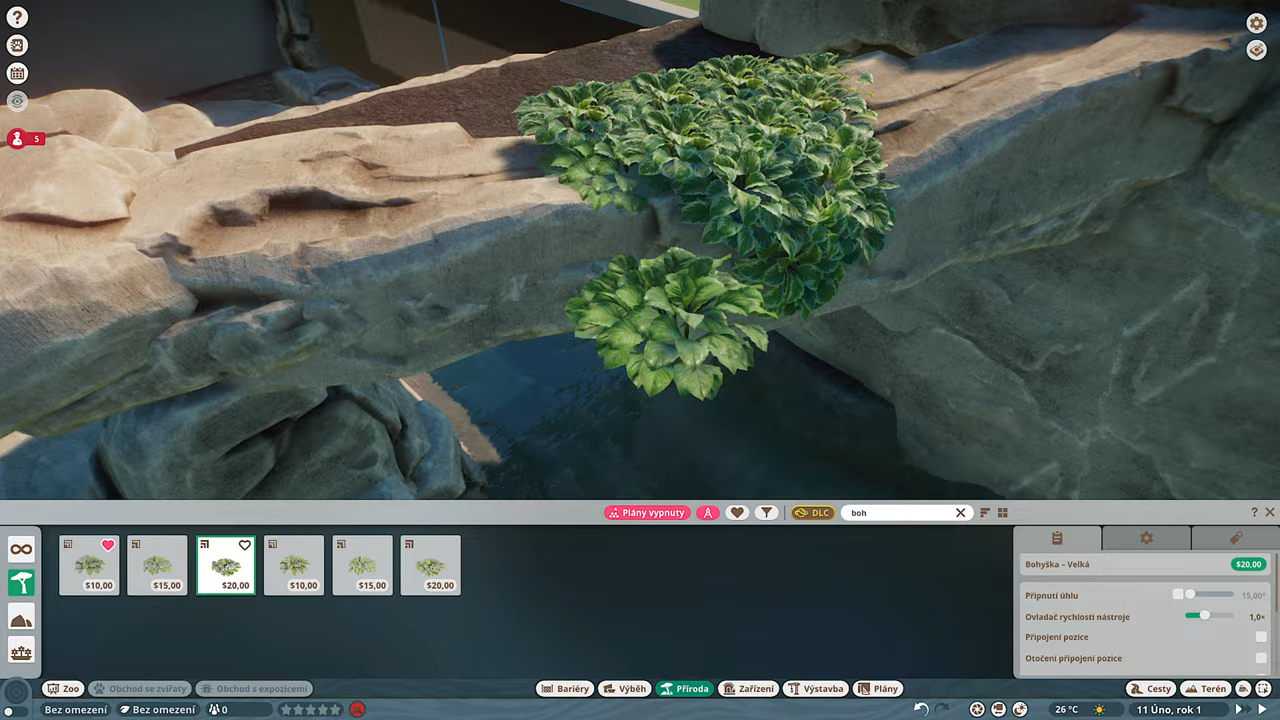 5
Plány vypnuty
DLC
boh
$10,00
$15,00
$20,00
$10,00
$15,00
$20,00
Bohyška – Velká
$20,00
Připnutí úhlu
15,00°
Ovladač rychlosti nástroje
1,0×
Připojení pozice
Otočení připojení pozice
Zoo
Obchod se zvířaty
Obchod s expozicemi
Bariéry
Výběh
Příroda
Zařízení
Výstavba
Plány
Cesty
Terén
Bez omezení
Bez omezení
0
26 °C
11 Úno, rok 1